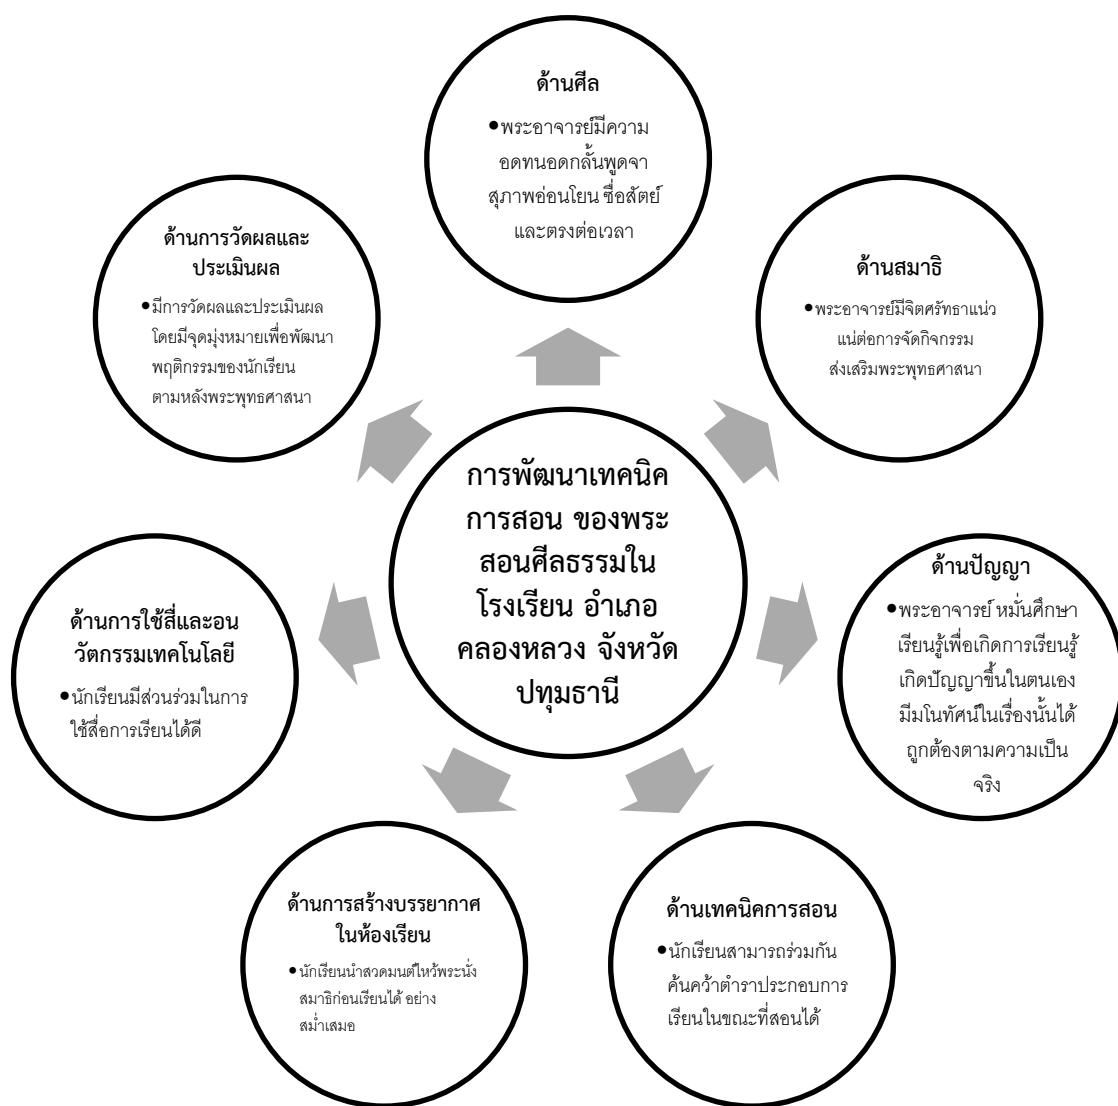 ด้านศีล
•พระอาจารย์มีความ
อดทนอดกลั้นพูดจา
สุภาพอ่อนโยน ซื่อสัตย์
และตรงต่อเวลา
ด้านสมาธิ
•พระอาจารย์มีจิตศรัทธาแน่ว
แน่ต่อการจัดกิจกรรม
ส่งเสริมพระพุทธศาสนา
ด้านปัญญา
•พระอาจารย์ หมั่นศึกษา
เรียนรู้เพื่อเกิดการเรียนรู้
เกิดปัญญาขึ้นในตนเอง
มีมโนทัศน์ในเรื่องนั้นได้
ถูกต้องตามความเป็น
จริง
ด้านเทคนิคการสอน
•นักเรียนสามารถร่วมกัน
ค้นคว้าตำราประกอบการ
เรียนในขณะที่สอนได้
ด้านการสร้างบรรยากาศ
ในห้องเรียน
•นักเรียนนำสวดมนต์ไหว้พระนั่ง
สมาธิก่อนเรียนได้ อย่าง
สม่ำเสมอ
ด้านการใช้สื่และอน
วัตกรรมเทคโนโลยี
•นักเรียนมีส่วนร่วมในการ
ใช้สื่อการเรียนได้ดี
ด้านการวัดผลและ
ประเมินผล
•มีการวัดผลและประเมินผล
โดยมีจุดมุ่งหมายเพื่อพัฒนา
พฤติกรรมของนักเรียน
ตามหลังพระพุทธศาสนา
การพัฒนาเทคนิค
การสอน ของพระ
สอนศีลธรรมใน
โรงเรียน อำเภอ
คลองหลวง จังหวัด
ปทุมธานี